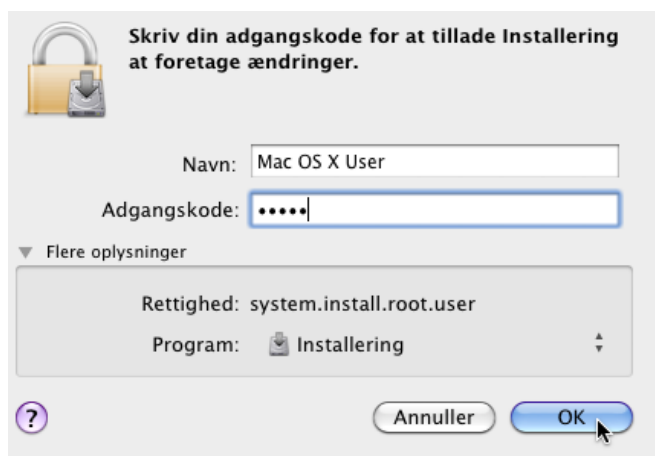 Skriv din adgangskode for at tillade Installering
at foretage ændringer.
Navn: Mac OS X User
Adgangskode: •••••
Flere oplysninger
Rettighed: system.install.root.user
Program: Installering
? Annuller OK